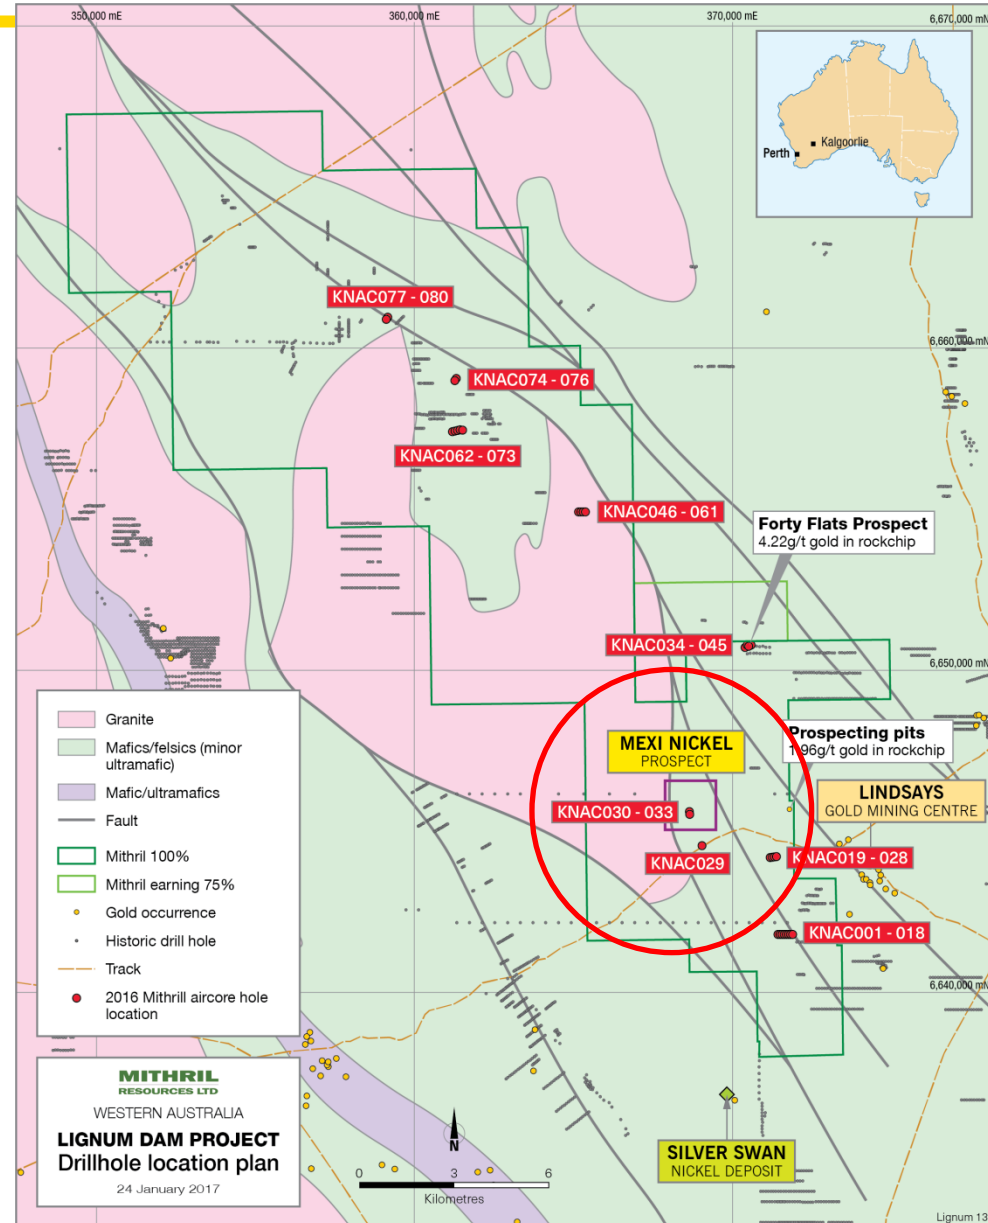 350,000 mE
360,000 mE
370,000 mE
6,670,000 mN
Perth
Kalgoorlie
KNAC077 - 080
6,660,000 mN
KNAC074 - 076
KNAC062 - 073
KNAC046 - 061
Forty Flats Prospect
4.22g/t gold in rockchip
KNAC034 - 045
6,650,000 mN
MEXI NICKEL
PROSPECT
Prospecting pits
1.96g/t gold in rockchip
LINDSAYS
GOLD MINING CENTRE
KNAC030 - 033
KNAC029
KNAC019 - 028
KNAC001 - 018
6,640,000 mN
Granite
Mafics/felsics (minor
ultramafic)
Mafic/ultramafics
Fault
Mithril 100%
Mithril earning 75%
Gold occurrence
Historic drill hole
Track
2016 Mithrill aircore hole
location
MITHRIL
RESOURCES LTD
WESTERN AUSTRALIA
LIGNUM DAM PROJECT
Drillhole location plan
24 January 2017
N
0 3 6
Kilometres
SILVER SWAN
NICKEL DEPOSIT
Lignum 13